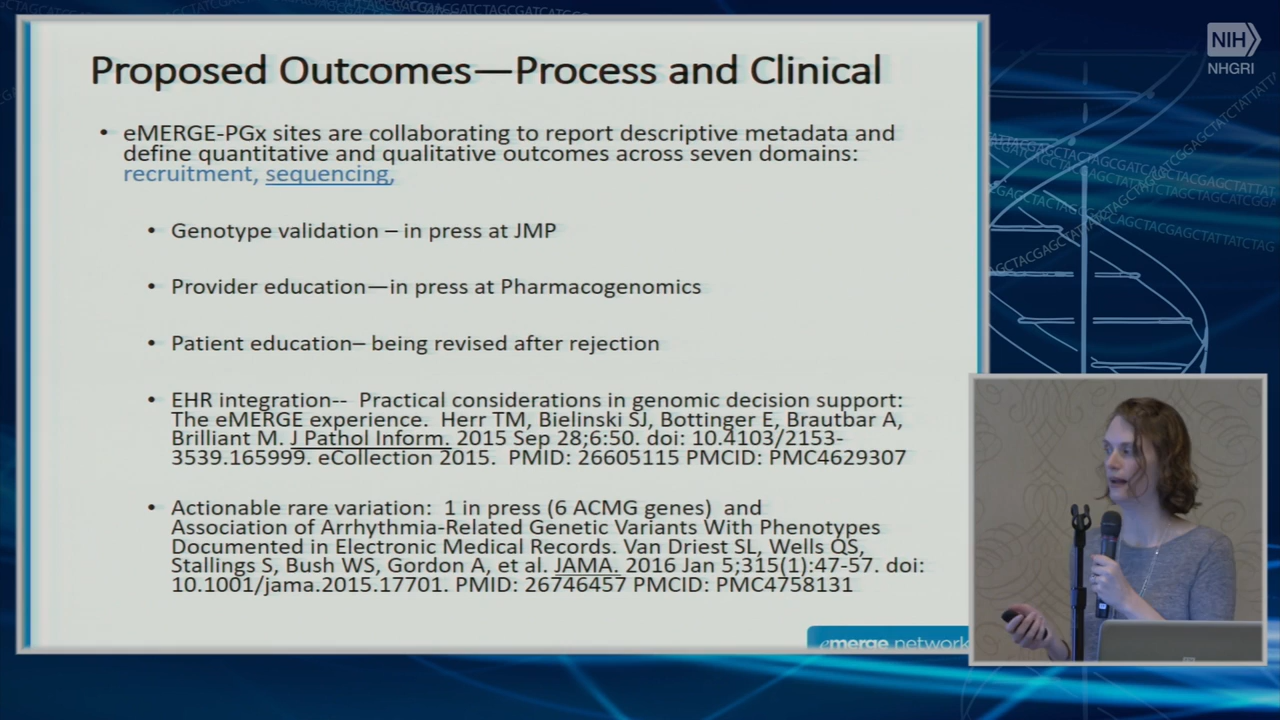 Proposed Outcomes—Process and Clinical
• eMERGE-PGx sites are collaborating to report descriptive metadata and
define quantitative and qualitative outcomes across seven domains:
recruitment, sequencing,
• Genotype validation – in press at JMP
• Provider education—in press at Pharmacogenomics
• Patient education– being revised after rejection
• EHR integration-- Practical considerations in genomic decision support:
The eMERGE experience. Herr TM, Bielinski SJ, Bottinger E, Brautbar A,
Brilliant M. J Pathol Inform. 2015 Sep 28;6:50. doi: 10.4103/2153-
3539.165999. eCollection 2015. PMID: 26605115 PMCID: PMC4629307
• Actionable rare variation: 1 in press (6 ACMG genes) and
Association of Arrhythmia-Related Genetic Variants With Phenotypes
Documented in Electronic Medical Records. Van Driest SL, Wells QS,
Stallings S, Bush WS, Gordon A, et al. JAMA. 2016 Jan 5;315(1):47-57. doi:
10.1001/jama.2015.17701. PMID: 26746457 PMCID: PMC4758131
emerge network
NIH
NHGRI